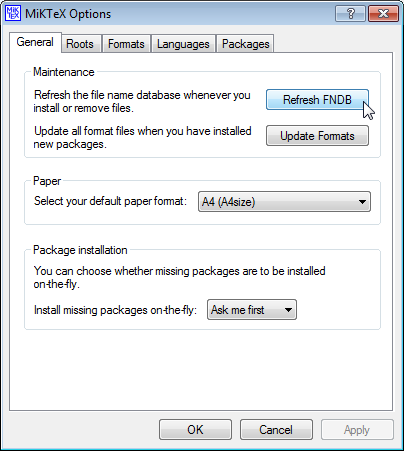 MiKTeX Options
General Roots Formats Languages Packages
Maintenance
Refresh the file name database whenever you
install or remove files.
Refresh FNDB
Update all format files when you have installed
new packages.
Update Formats
Paper
Select your default paper format: A4 (A4size)
Package installation
You can choose whether missing packages are to be installed
on-the-fly.
Install missing packages on-the-fly: Ask me first
OK Cancel Apply